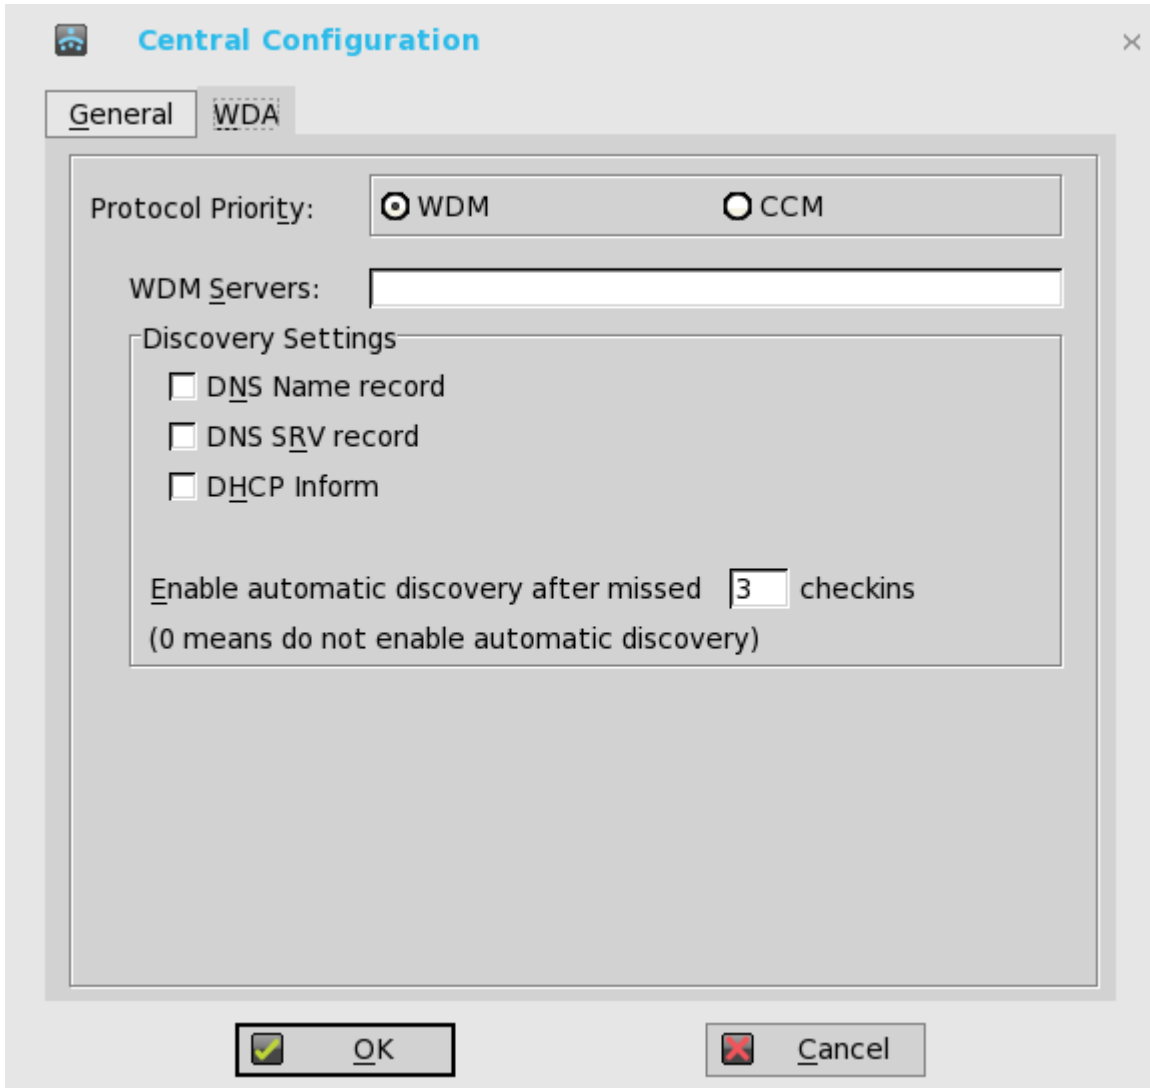 Central Configuration
General WDA
Protocol Priority: WDM CCM
WDM Servers:
Discovery Settings
DNS Name record
DNS SRV record
DHCP Inform
Enable automatic discovery after missed 3 checkins
(0 means do not enable automatic discovery)
OK Cancel